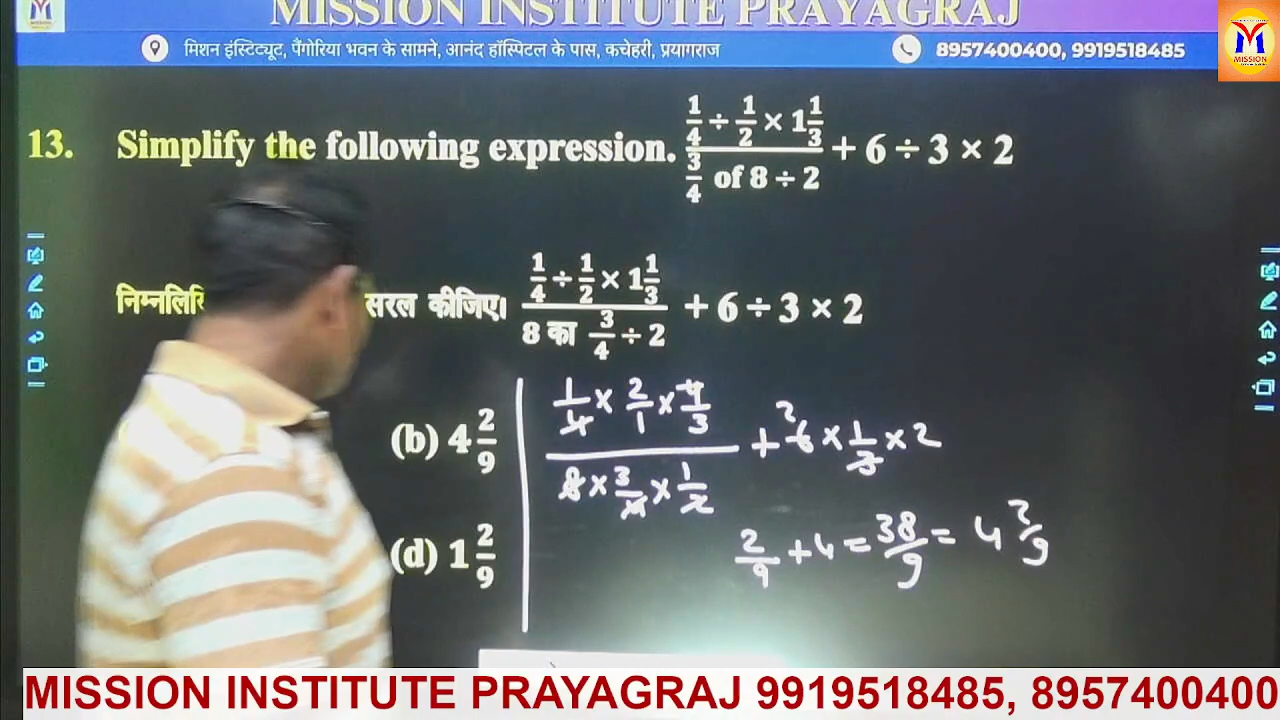 MISSION INSTITUTE PRAYAGRAJ
मिशन इंस्टिट्यूट, पैंगोरिया भवन के सामने, आनंद हॉस्पिटल के पास, कचेहरी, प्रयागराज
8957400400, 9919518485
MISSION
13. Simplify the following expression. (1/4 ÷ 1/2 × 1 1/3)/(3/4 of 8 ÷ 2) + 6 ÷ 3 × 2
सरल कीजिए। (1/4 ÷ 1/2 × 1 1/3)/(8 का 3/4 ÷ 2) + 6 ÷ 3 × 2
(b) 4 2/9
(d) 1 2/9
(1/4 × 2/1 × 4/3)/(8 × 3/4 × 1/2) + 6 × 1/3 × 2
2
2/9 + 4 = 38/9 = 4 2/9
MISSION INSTITUTE PRAYAGRAJ 9919518485, 8957400400